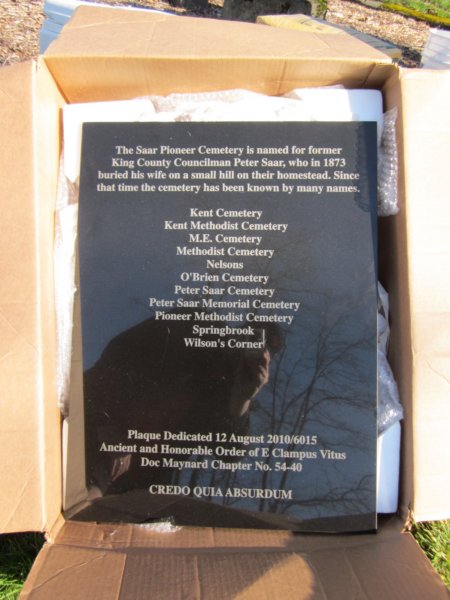 The Saar Pioneer Cemetery is named for former
King County Councilman Peter Saar, who in 1873
buried his wife on a small hill on their homestead. Since
that time the cemetery has been known by many names.
Kent Cemetery
Kent Methodist Cemetery
M.E. Cemetery
Methodist Cemetery
Nelsons
O'Brien Cemetery
Peter Saar Cemetery
Peter Saar Memorial Cemetery
Pioneer Methodist Cemetery
Springbrook
Wilson's Corner
Plaque Dedicated 12 August 2010/6015
Ancient and Honorable Order of E Clampus Vitus
Doc Maynard Chapter No. 54-40
CREDO QUIA ABSURDUM